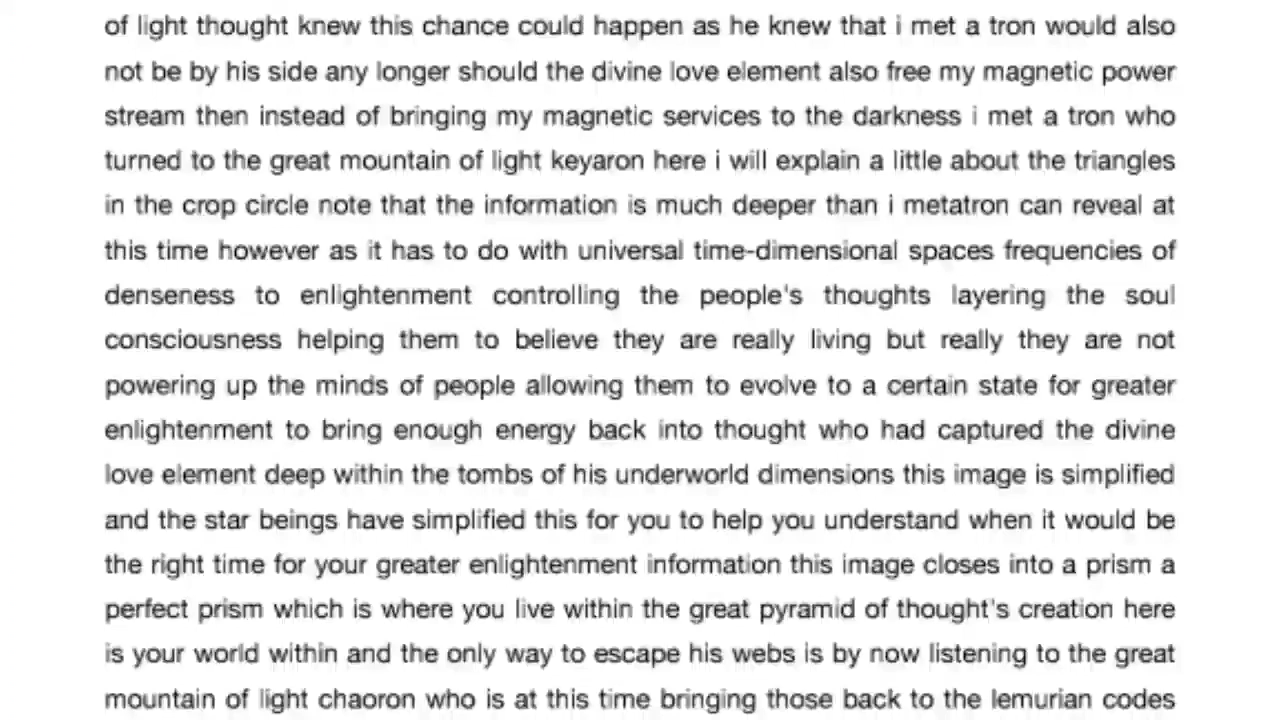 of light thought knew this chance could happen as he knew that i met a tron would also
not be by his side any longer should the divine love element also free my magnetic power
stream then instead of bringing my magnetic services to the darkness i met a tron who
turned to the great mountain of light keyaron here i will explain a little about the triangles
in the crop circle note that the information is much deeper than i metatron can reveal at
this time however as it has to do with universal time-dimensional spaces frequencies of
denseness to enlightenment controlling the people's thoughts layering the soul
consciousness helping them to believe they are really living but really they are not
powering up the minds of people allowing them to evolve to a certain state for greater
enlightenment to bring enough energy back into thought who had captured the divine
love element deep within the tombs of his underworld dimensions this image is simplified
and the star beings have simplified this for you to help you understand when it would be
the right time for your greater enlightenment information this image closes into a prism a
perfect prism which is where you live within the great pyramid of thought's creation here
is your world within and the only way to escape his webs is by now listening to the great
mountain of light chaoron who is at this time bringing those back to the lemurian codes